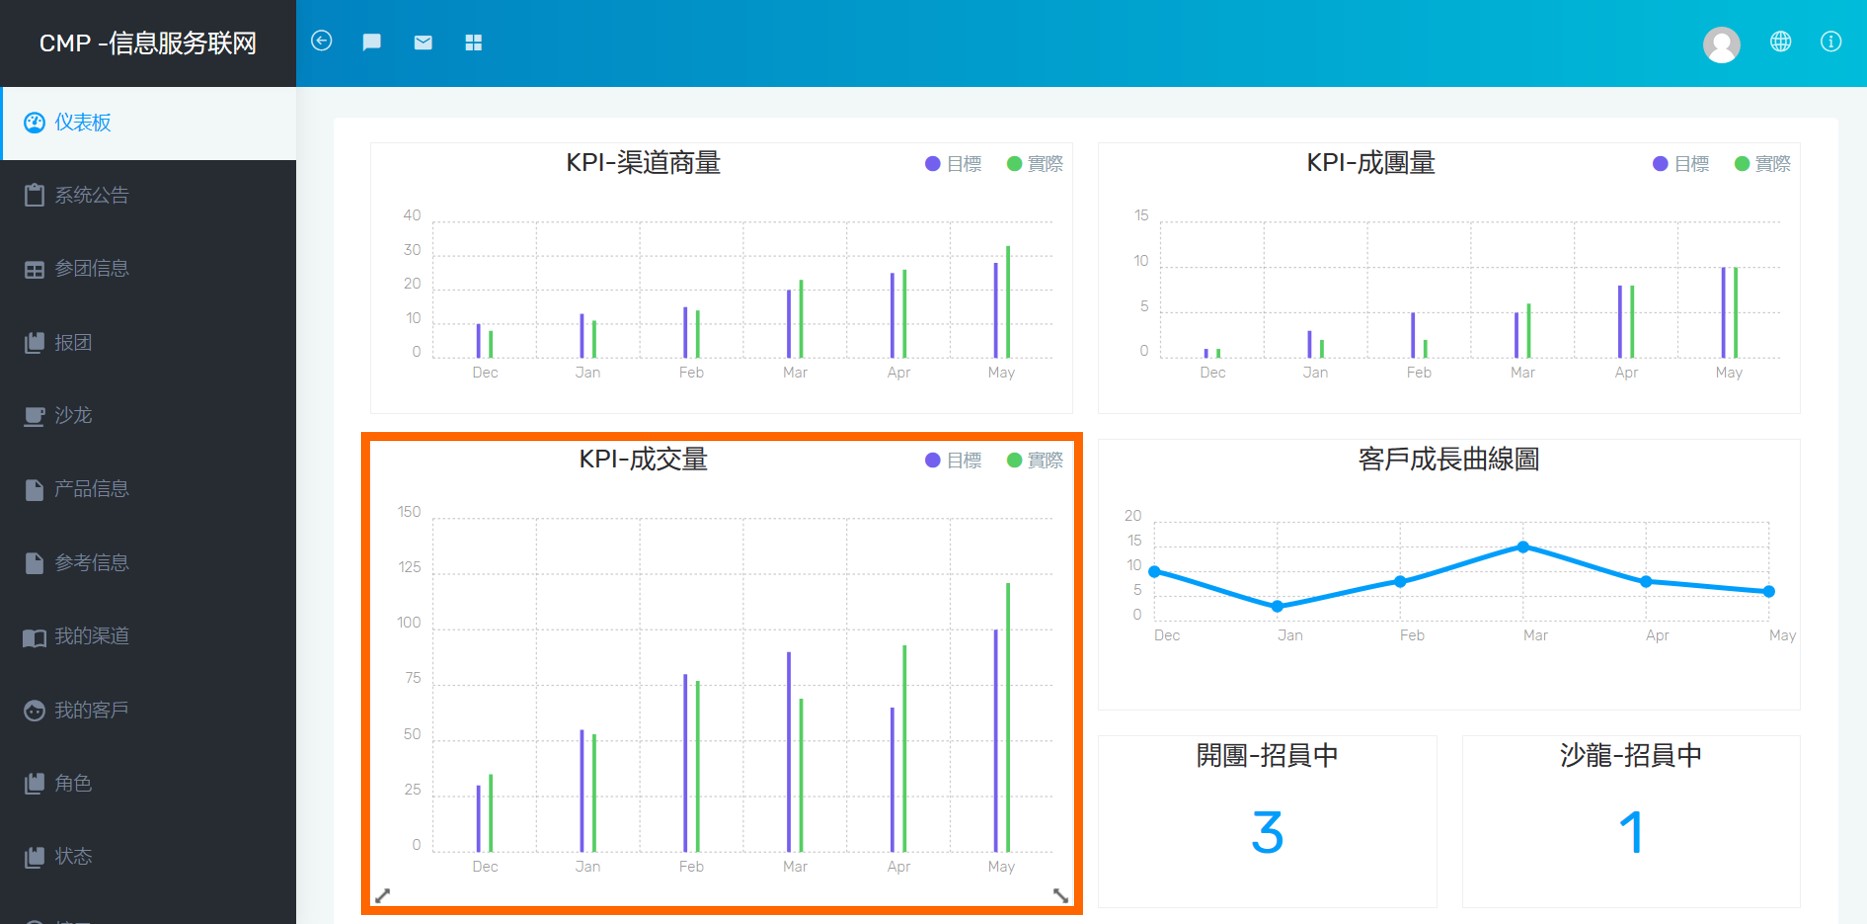 CMP -信息服务联网
仪表板
系统公告
参团信息
报团
沙龙
产品信息
参考信息
我的渠道
我的客戶
角色
状态
KPI-渠道商量
目標 實際
40
30
20
10
0
Dec Jan Feb Mar Apr May
KPI-成團量
目標 實際
15
10
5
0
Dec Jan Feb Mar Apr May
KPI-成交量
目標 實際
150
125
100
75
50
25
0
Dec Jan Feb Mar Apr May
客戶成長曲線圖
20
15
10
5
0
Dec Jan Feb Mar Apr May
開團-招員中
3
沙龍-招員中
1